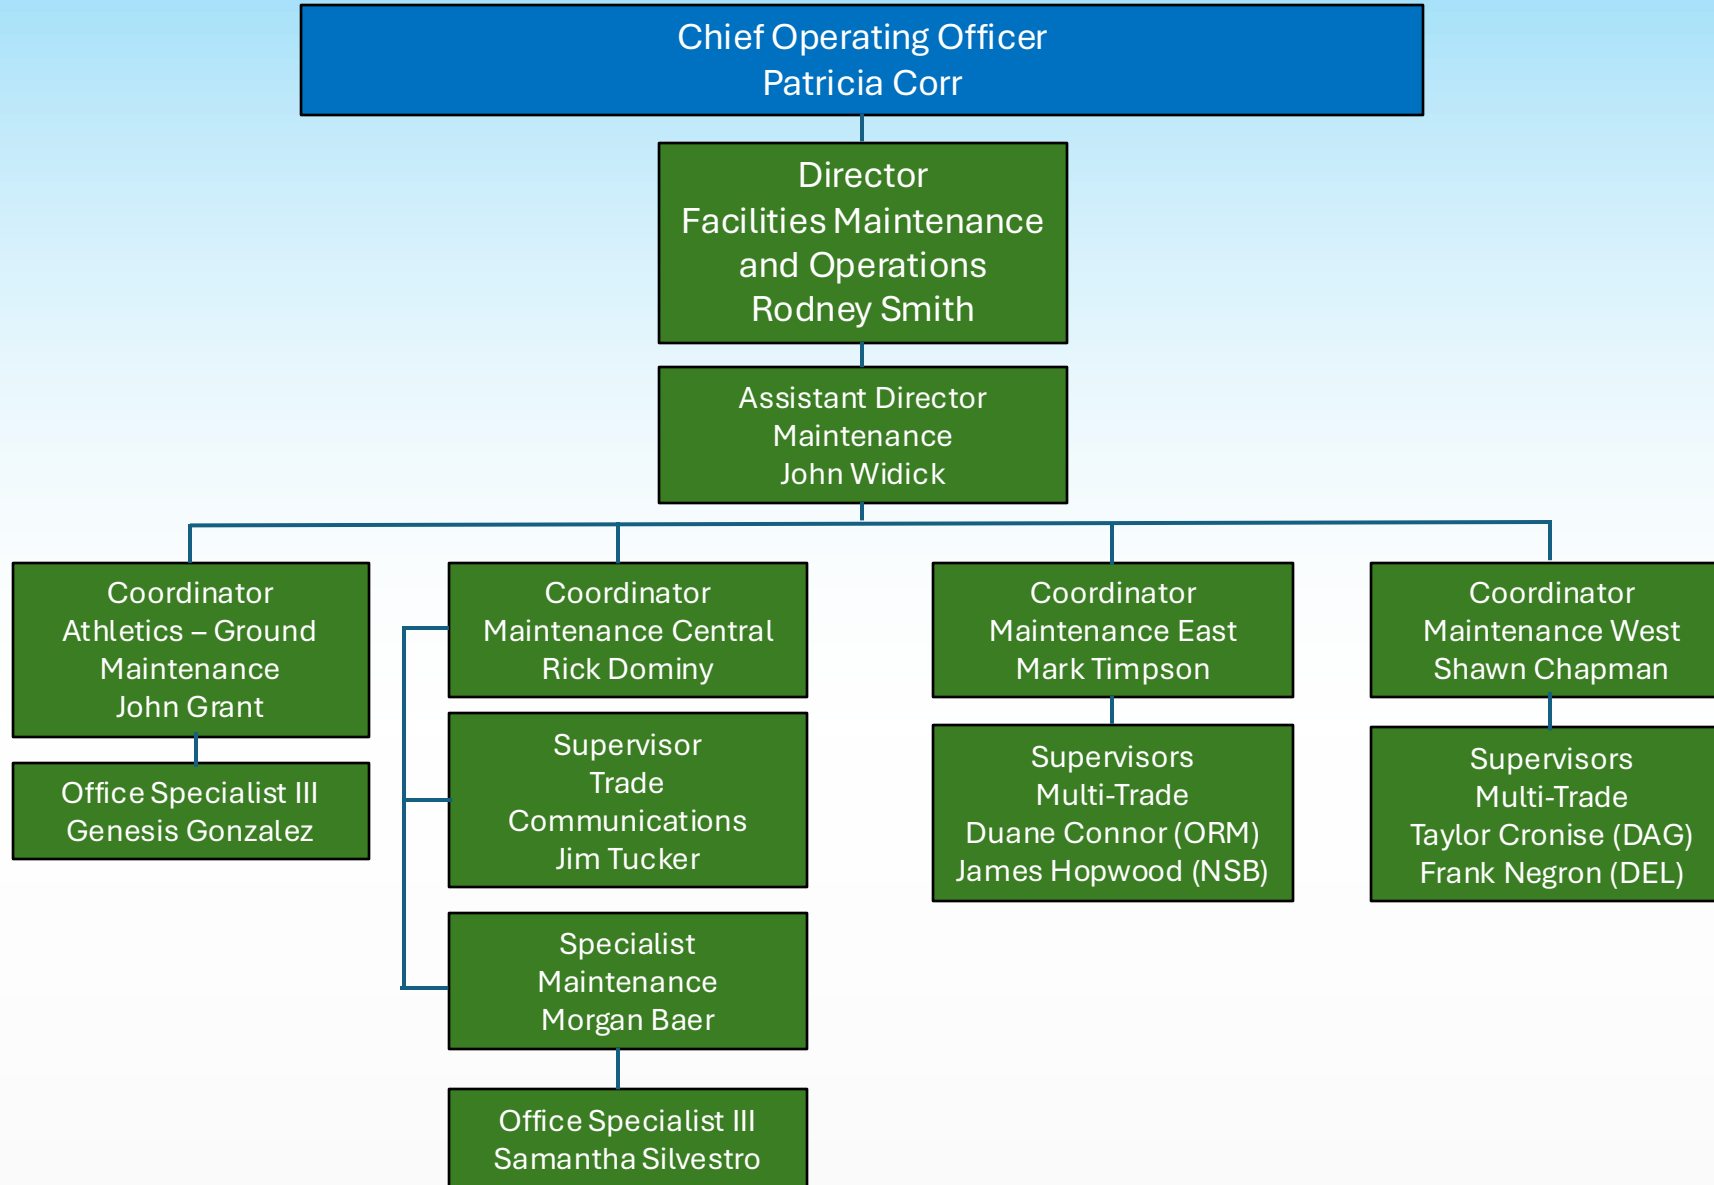 Chief Operating Officer
Patricia Corr
Director
Facilities Maintenance
and Operations
Rodney Smith
Assistant Director
Maintenance
John Widick
Coordinator
Athletics – Ground
Maintenance
John Grant
Office Specialist III
Genesis Gonzalez
Coordinator
Maintenance Central
Rick Dominy
Supervisor
Trade
Communications
Jim Tucker
Specialist
Maintenance
Morgan Baer
Office Specialist III
Samantha Silvestro
Coordinator
Maintenance East
Mark Timpson
Supervisors
Multi-Trade
Duane Connor (ORM)
James Hopwood (NSB)
Coordinator
Maintenance West
Shawn Chapman
Supervisors
Multi-Trade
Taylor Cronise (DAG)
Frank Negron (DEL)